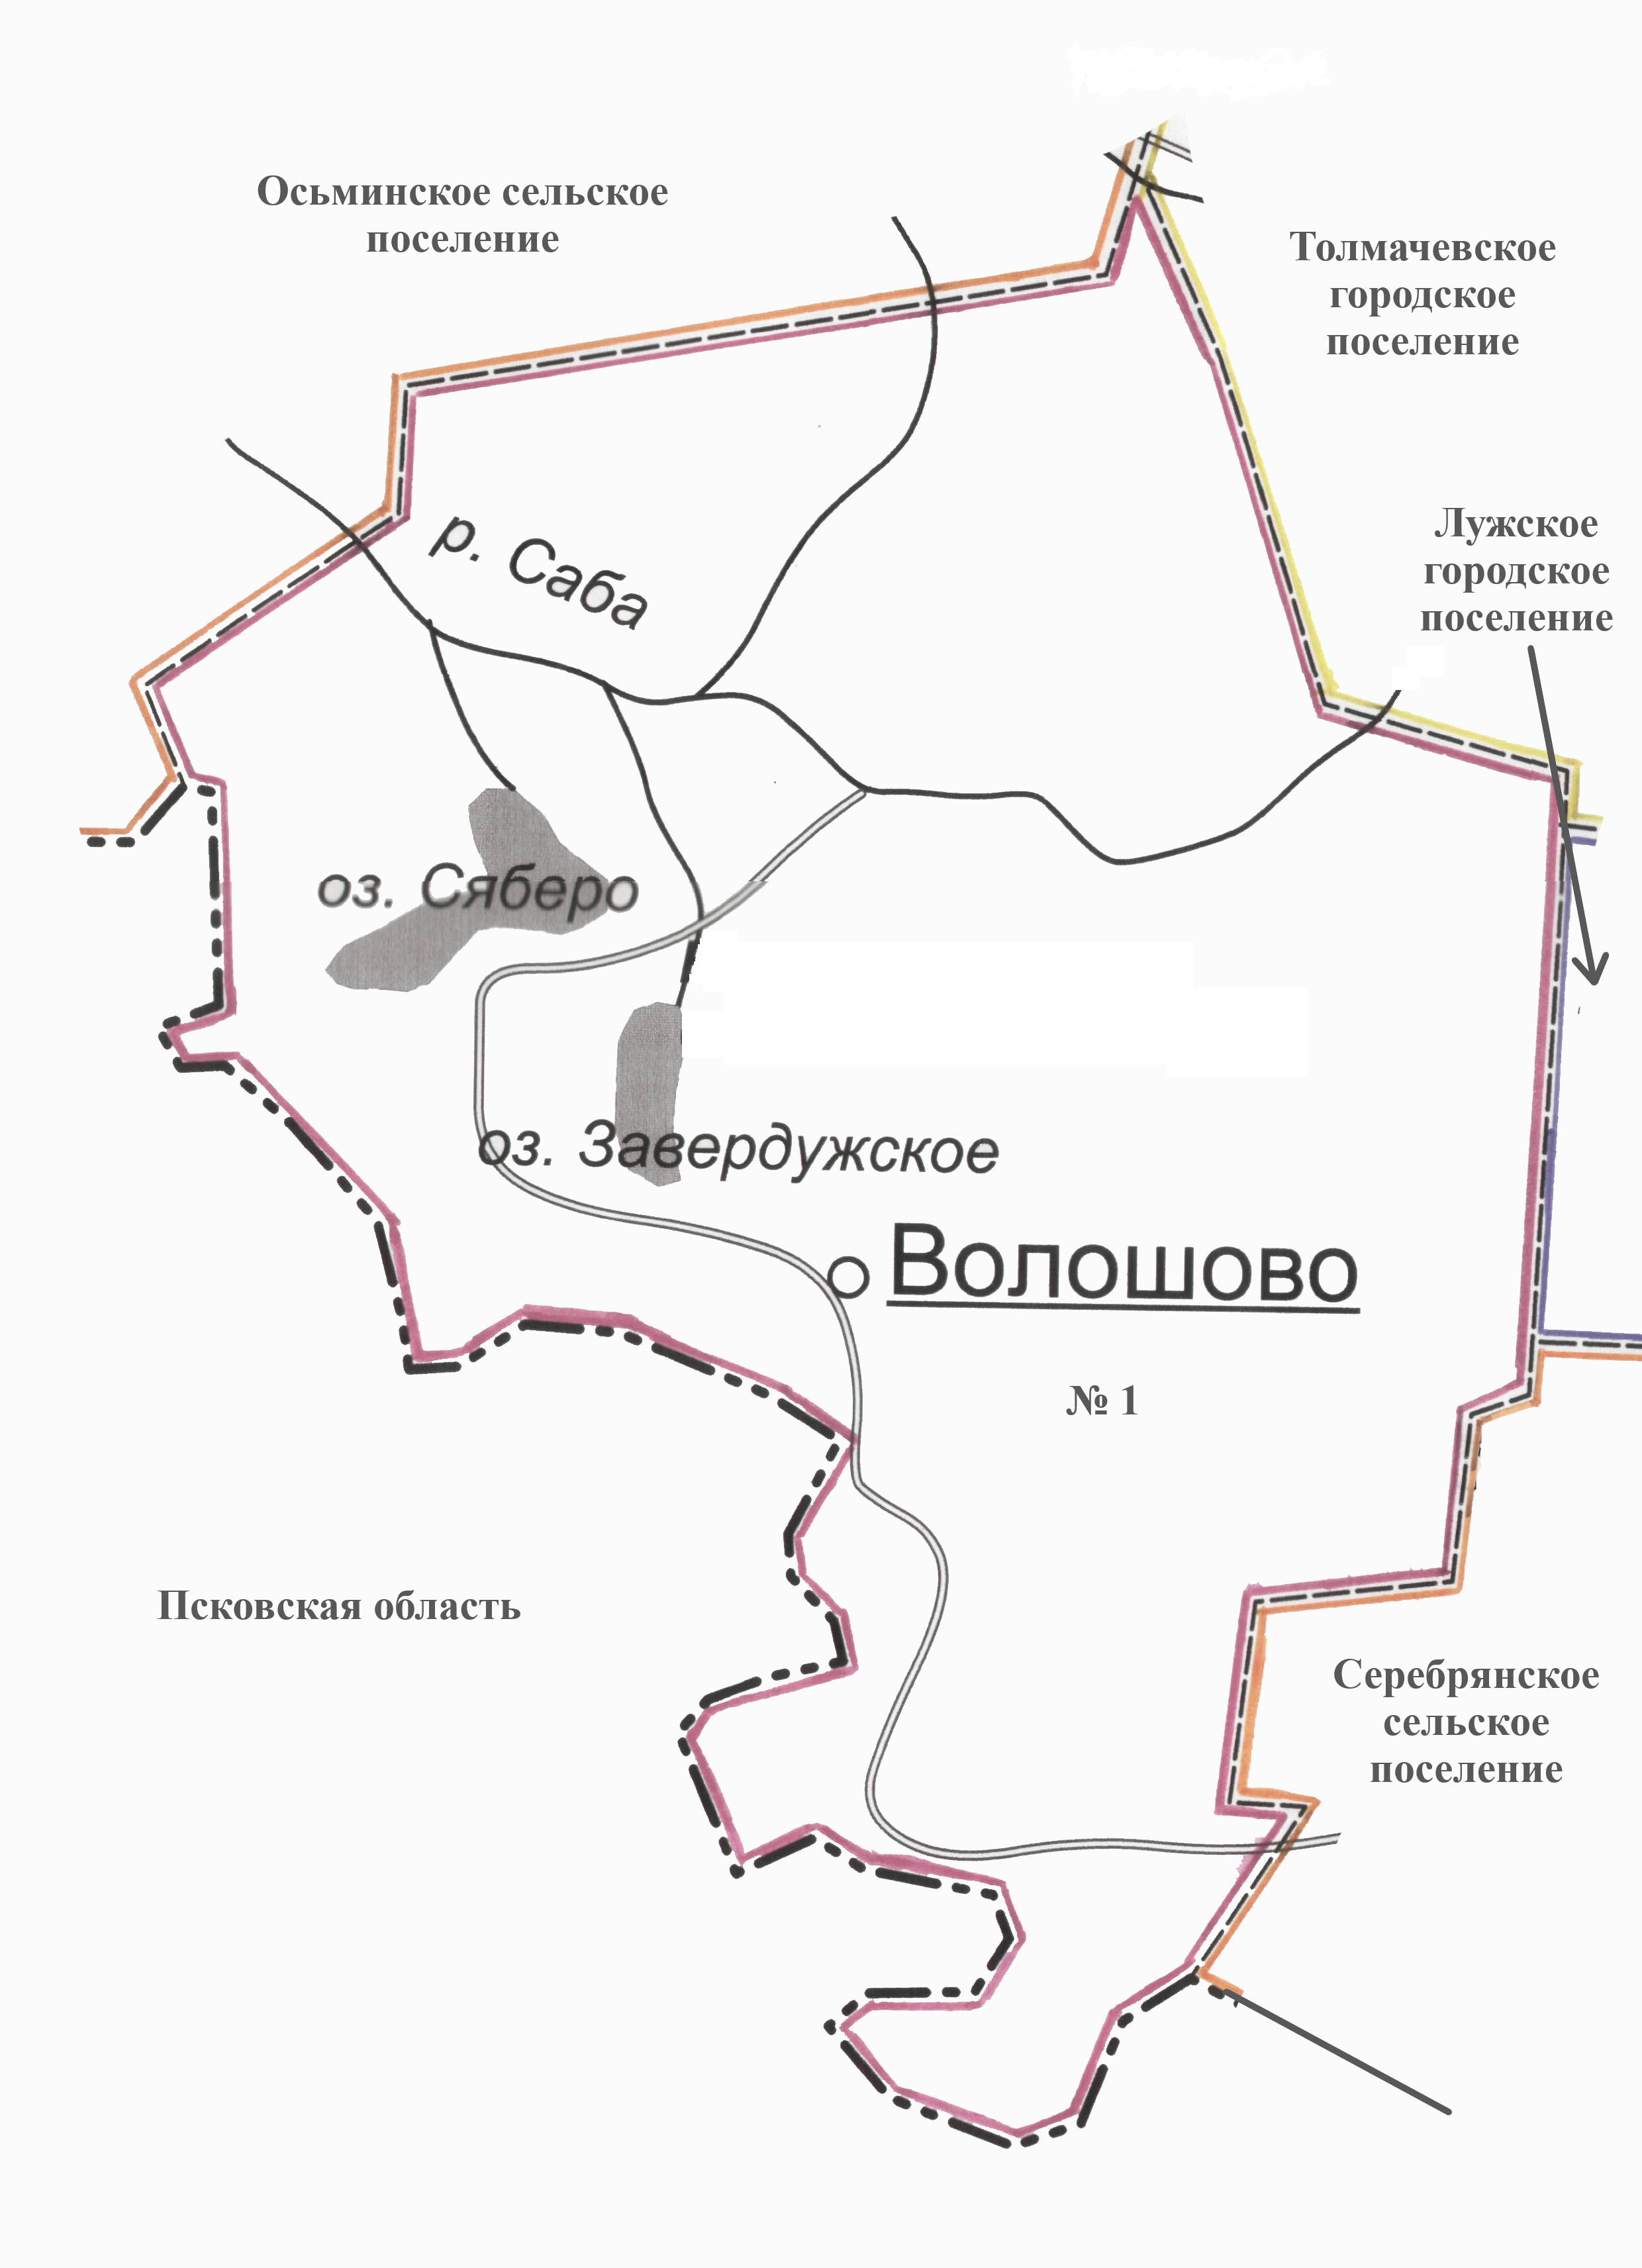 Осьминское сельское
поселение
Толмачевское
городское
поселение
Лужское
городское
поселение
р. Саба
оз. Сяберо
оз. Завердужское
Волошово
№ 1
Псковская область
Серебрянское
сельское
поселение